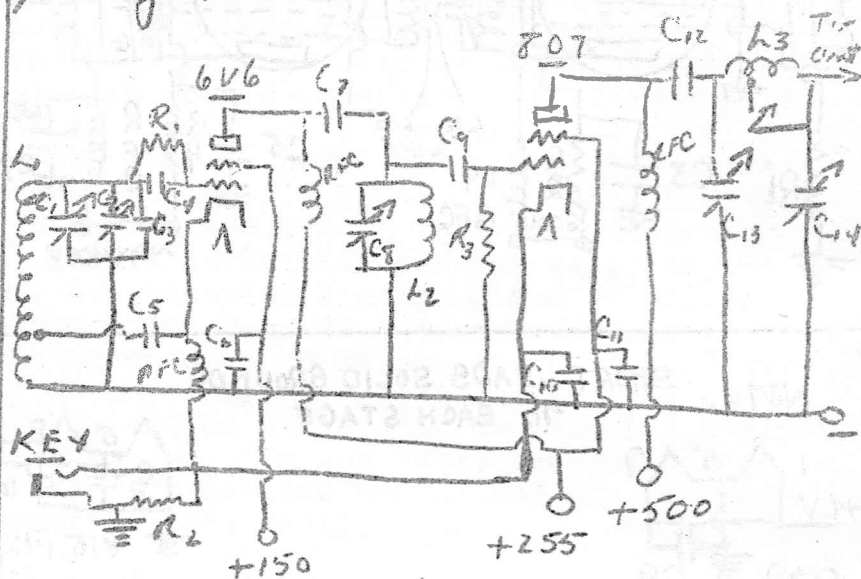 6V6
C7
807
C12
L3
R1
C9
RFC
RFC
L1
C4
C3
C8
R3
C13
C14
L2
C5
RFC
C10
C11
KEY
R2
+150
+255
+500
-